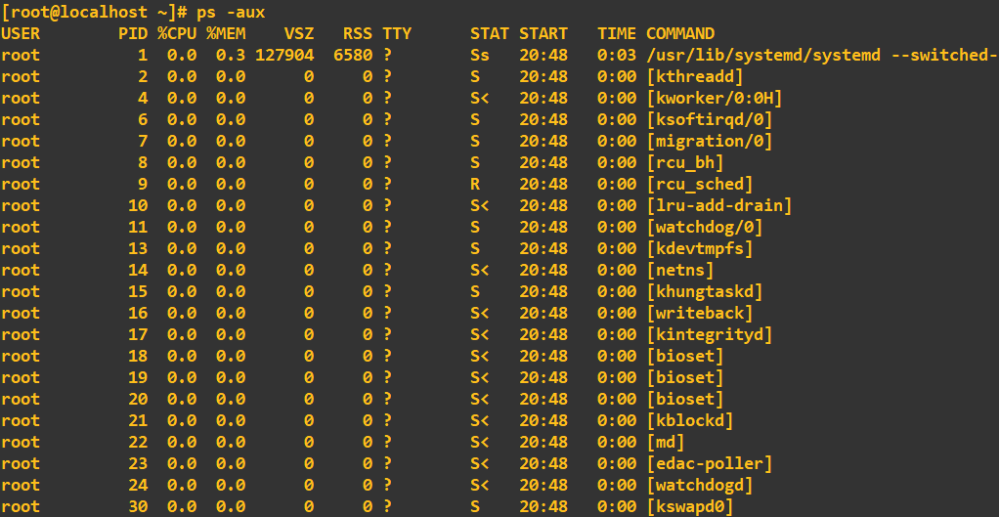 [root@localhost ~]# ps -aux
USER        PID %CPU %MEM    VSZ   RSS TTY      STAT START   TIME COMMAND
root          1  0.0  0.3 127904  6580 ?        Ss   20:48   0:03 /usr/lib/systemd/systemd --switched-
root          2  0.0  0.0      0     0 ?        S    20:48   0:00 [kthreadd]
root          4  0.0  0.0      0     0 ?        S<   20:48   0:00 [kworker/0:0H]
root          6  0.0  0.0      0     0 ?        S    20:48   0:00 [ksoftirqd/0]
root          7  0.0  0.0      0     0 ?        S    20:48   0:00 [migration/0]
root          8  0.0  0.0      0     0 ?        S    20:48   0:00 [rcu_bh]
root          9  0.0  0.0      0     0 ?        R    20:48   0:00 [rcu_sched]
root         10  0.0  0.0      0     0 ?        S<   20:48   0:00 [lru-add-drain]
root         11  0.0  0.0      0     0 ?        S    20:48   0:00 [watchdog/0]
root         13  0.0  0.0      0     0 ?        S    20:48   0:00 [kdevtmpfs]
root         14  0.0  0.0      0     0 ?        S<   20:48   0:00 [netns]
root         15  0.0  0.0      0     0 ?        S    20:48   0:00 [khungtaskd]
root         16  0.0  0.0      0     0 ?        S<   20:48   0:00 [writeback]
root         17  0.0  0.0      0     0 ?        S<   20:48   0:00 [kintegrityd]
root         18  0.0  0.0      0     0 ?        S<   20:48   0:00 [bioset]
root         19  0.0  0.0      0     0 ?        S<   20:48   0:00 [bioset]
root         20  0.0  0.0      0     0 ?        S<   20:48   0:00 [bioset]
root         21  0.0  0.0      0     0 ?        S<   20:48   0:00 [kblockd]
root         22  0.0  0.0      0     0 ?        S<   20:48   0:00 [md]
root         23  0.0  0.0      0     0 ?        S<   20:48   0:00 [edac-poller]
root         24  0.0  0.0      0     0 ?        S<   20:48   0:00 [watchdogd]
root         30  0.0  0.0      0     0 ?        S    20:48   0:00 [kswapd0]